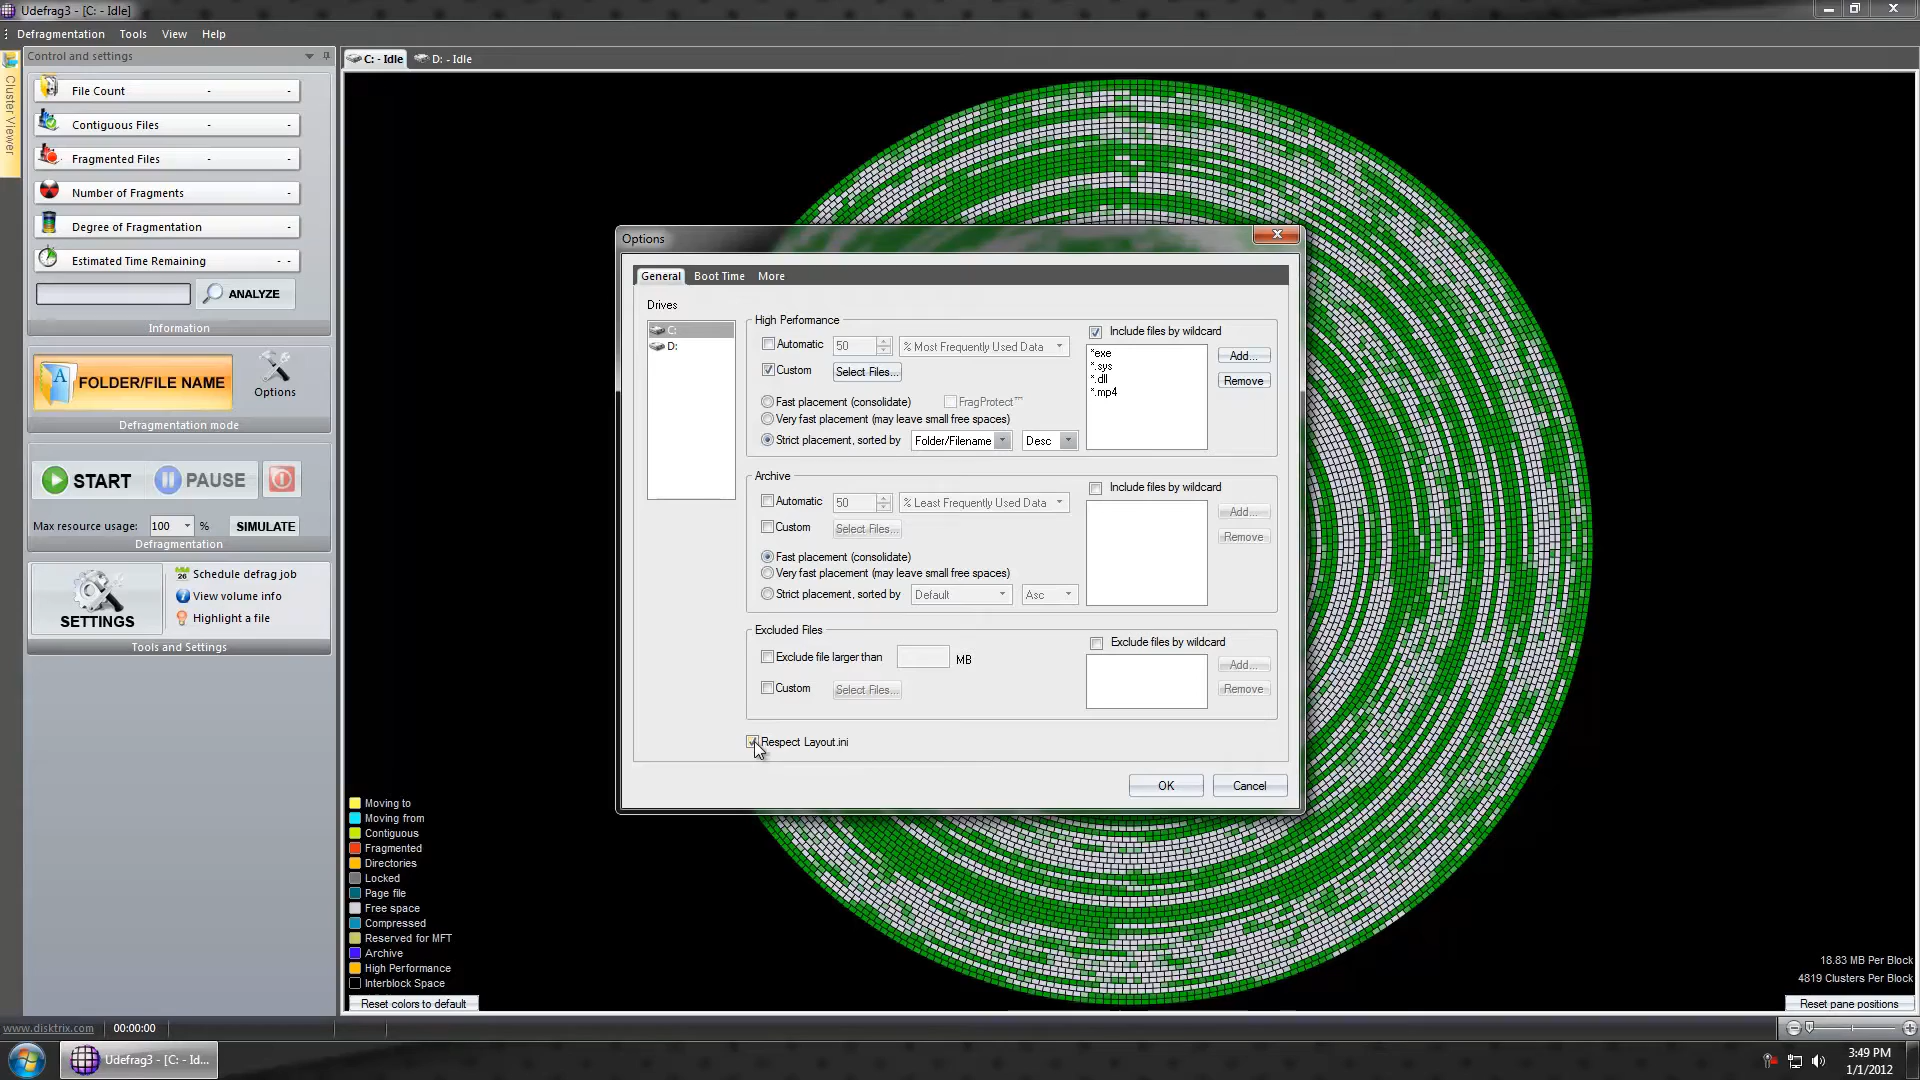 Udefrag3 - [C: - Idle]
Defragmentation Tools View Help
Cluster Viewer
Control and settings
File Count - -
Contiguous Files - -
Fragmented Files - -
Number of Fragments -
Degree of Fragmentation -
Estimated Time Remaining - -
ANALYZE
Information
FOLDER/FILE NAME
Options
Defragmentation mode
START PAUSE
Max resource usage: 100 % SIMULATE
Defragmentation
SETTINGS
Schedule defrag job
View volume info
Highlight a file
Tools and Settings
C: - Idle D: - Idle
Options
General Boot Time More
Drives
C:
D:
High Performance
Automatic 50 % Most Frequently Used Data
Custom Select Files...
Fast placement (consolidate) FragProtect™
Very fast placement (may leave small free spaces)
Strict placement, sorted by Folder/Filename Desc
Include files by wildcard
*exe
*.sys
*.dll
*.mp4
Add...
Remove
Archive
Automatic 50 % Least Frequently Used Data
Custom Select Files...
Fast placement (consolidate)
Very fast placement (may leave small free spaces)
Strict placement, sorted by Default Asc
Include files by wildcard
Add...
Remove
Excluded Files
Exclude file larger than MB
Custom Select Files...
Exclude files by wildcard
Add...
Remove
Respect Layout.ini
OK Cancel
Moving to
Moving from
Contiguous
Fragmented
Directories
Locked
Page file
Free space
Compressed
Reserved for MFT
Archive
High Performance
Interblock Space
Reset colors to default
18.83 MB Per Block
4819 Clusters Per Block
Reset pane positions
www.disktrix.com 00:00:00
Udefrag3 - [C: - Id...
3:49 PM
1/1/2012